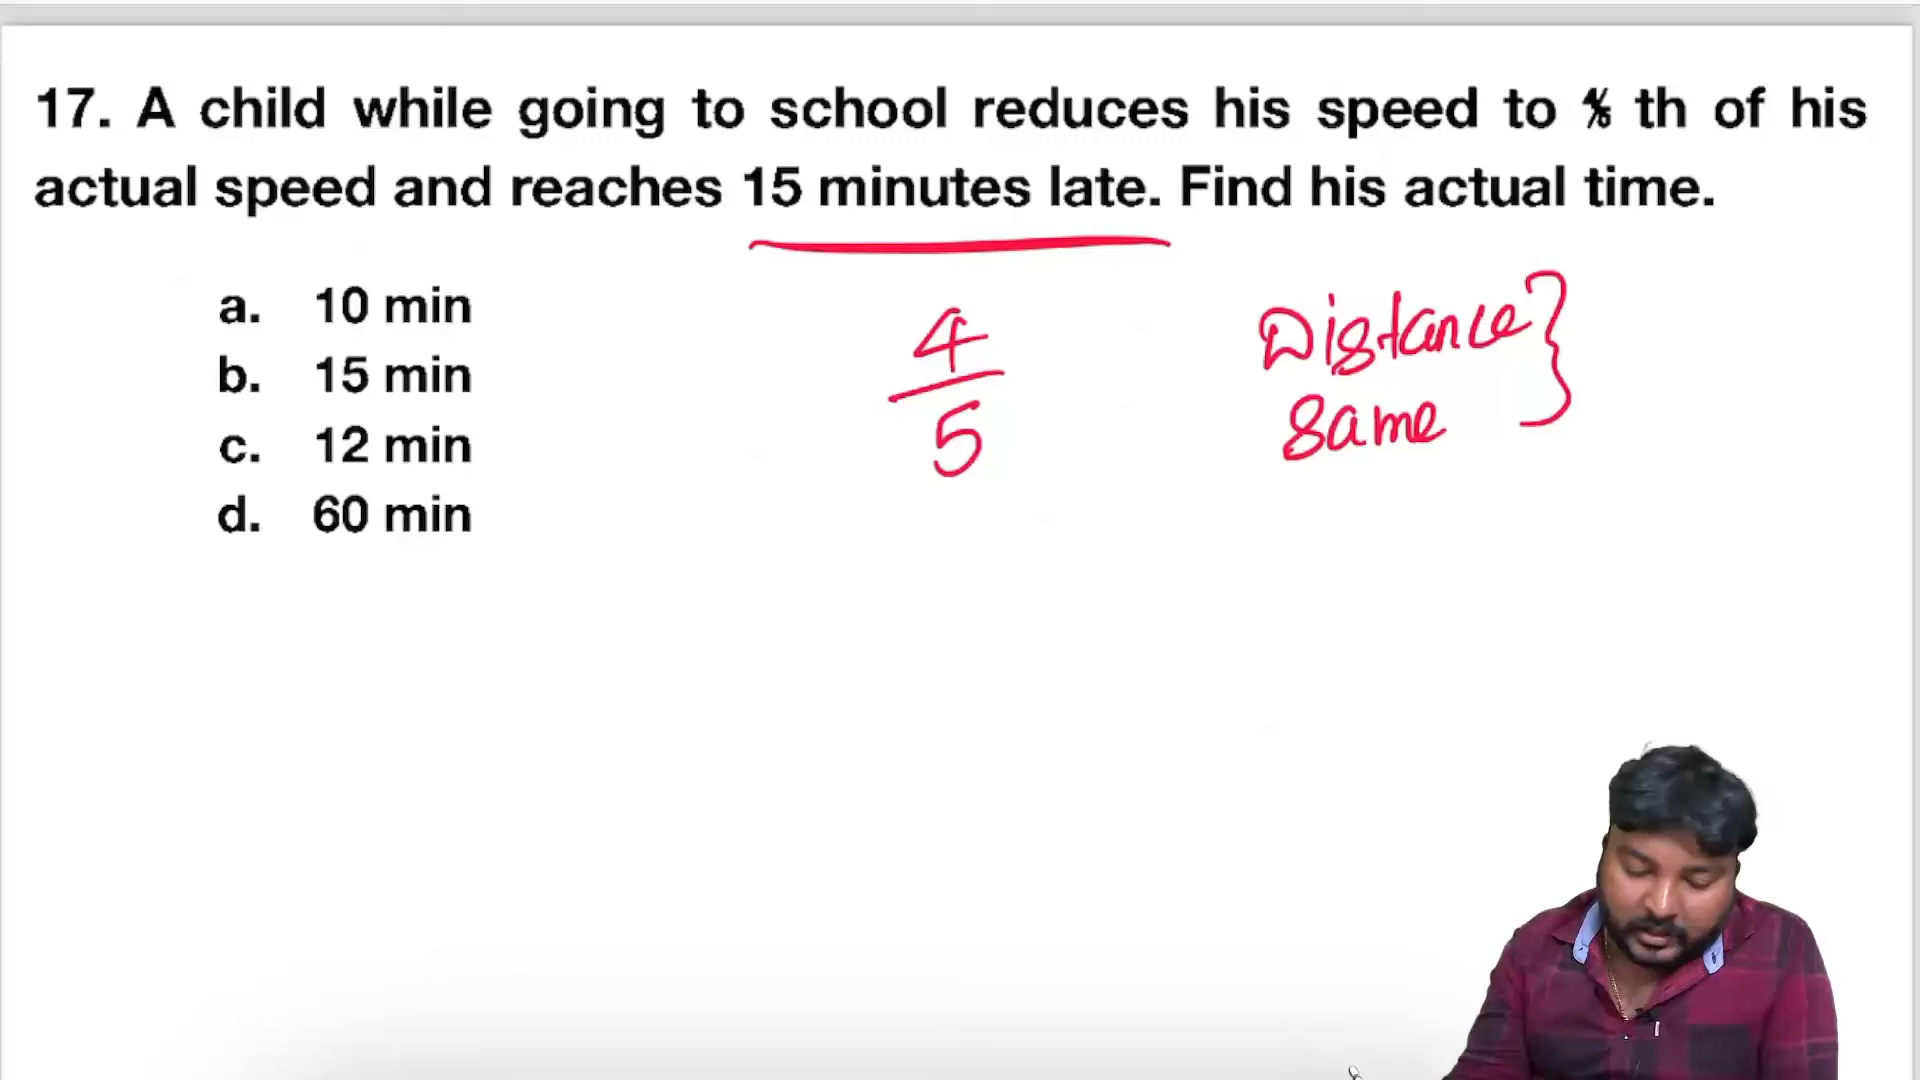 17. A child while going to school reduces his speed to ⅘ th of his
actual speed and reaches 15 minutes late. Find his actual time.
a. 10 min
b. 15 min
c. 12 min
d. 60 min
4
5
Distance
Same